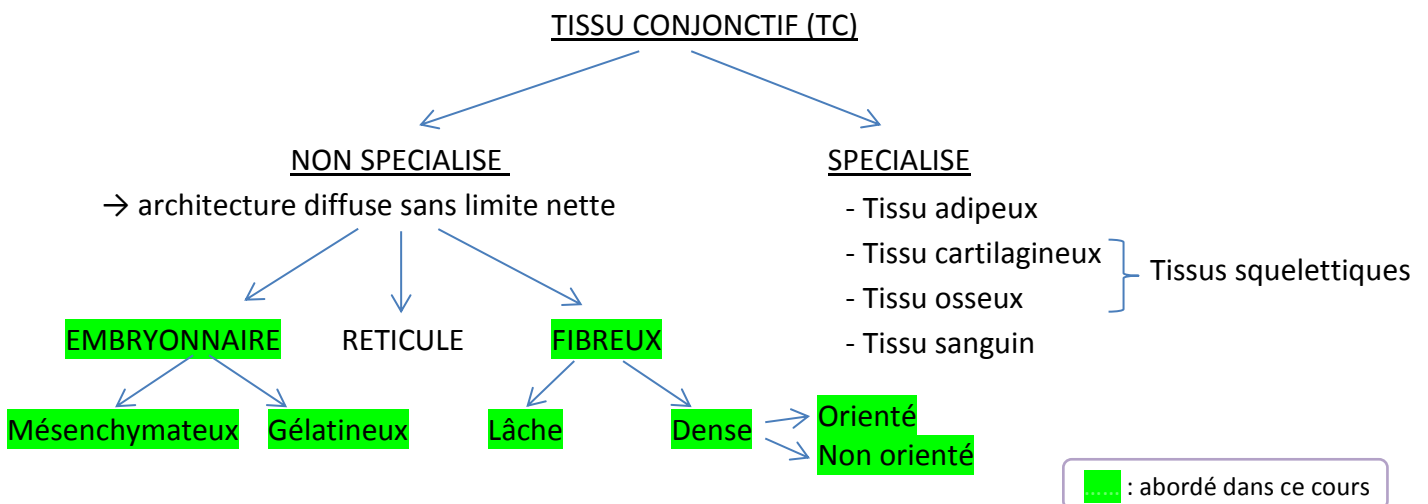 TISSU CONJONCTIF (TC)
NON SPECIALISE
→ architecture diffuse sans limite nette
EMBRYONNAIRE
RETICULE
FIBREUX
Mésenchymateux
Gélatineux
Lâche
Dense
Orienté
Non orienté
SPECIALISE
- Tissu adipeux
- Tissu cartilagineux
- Tissu osseux
- Tissu sanguin
Tissus squelettiques
...... : abordé dans ce cours